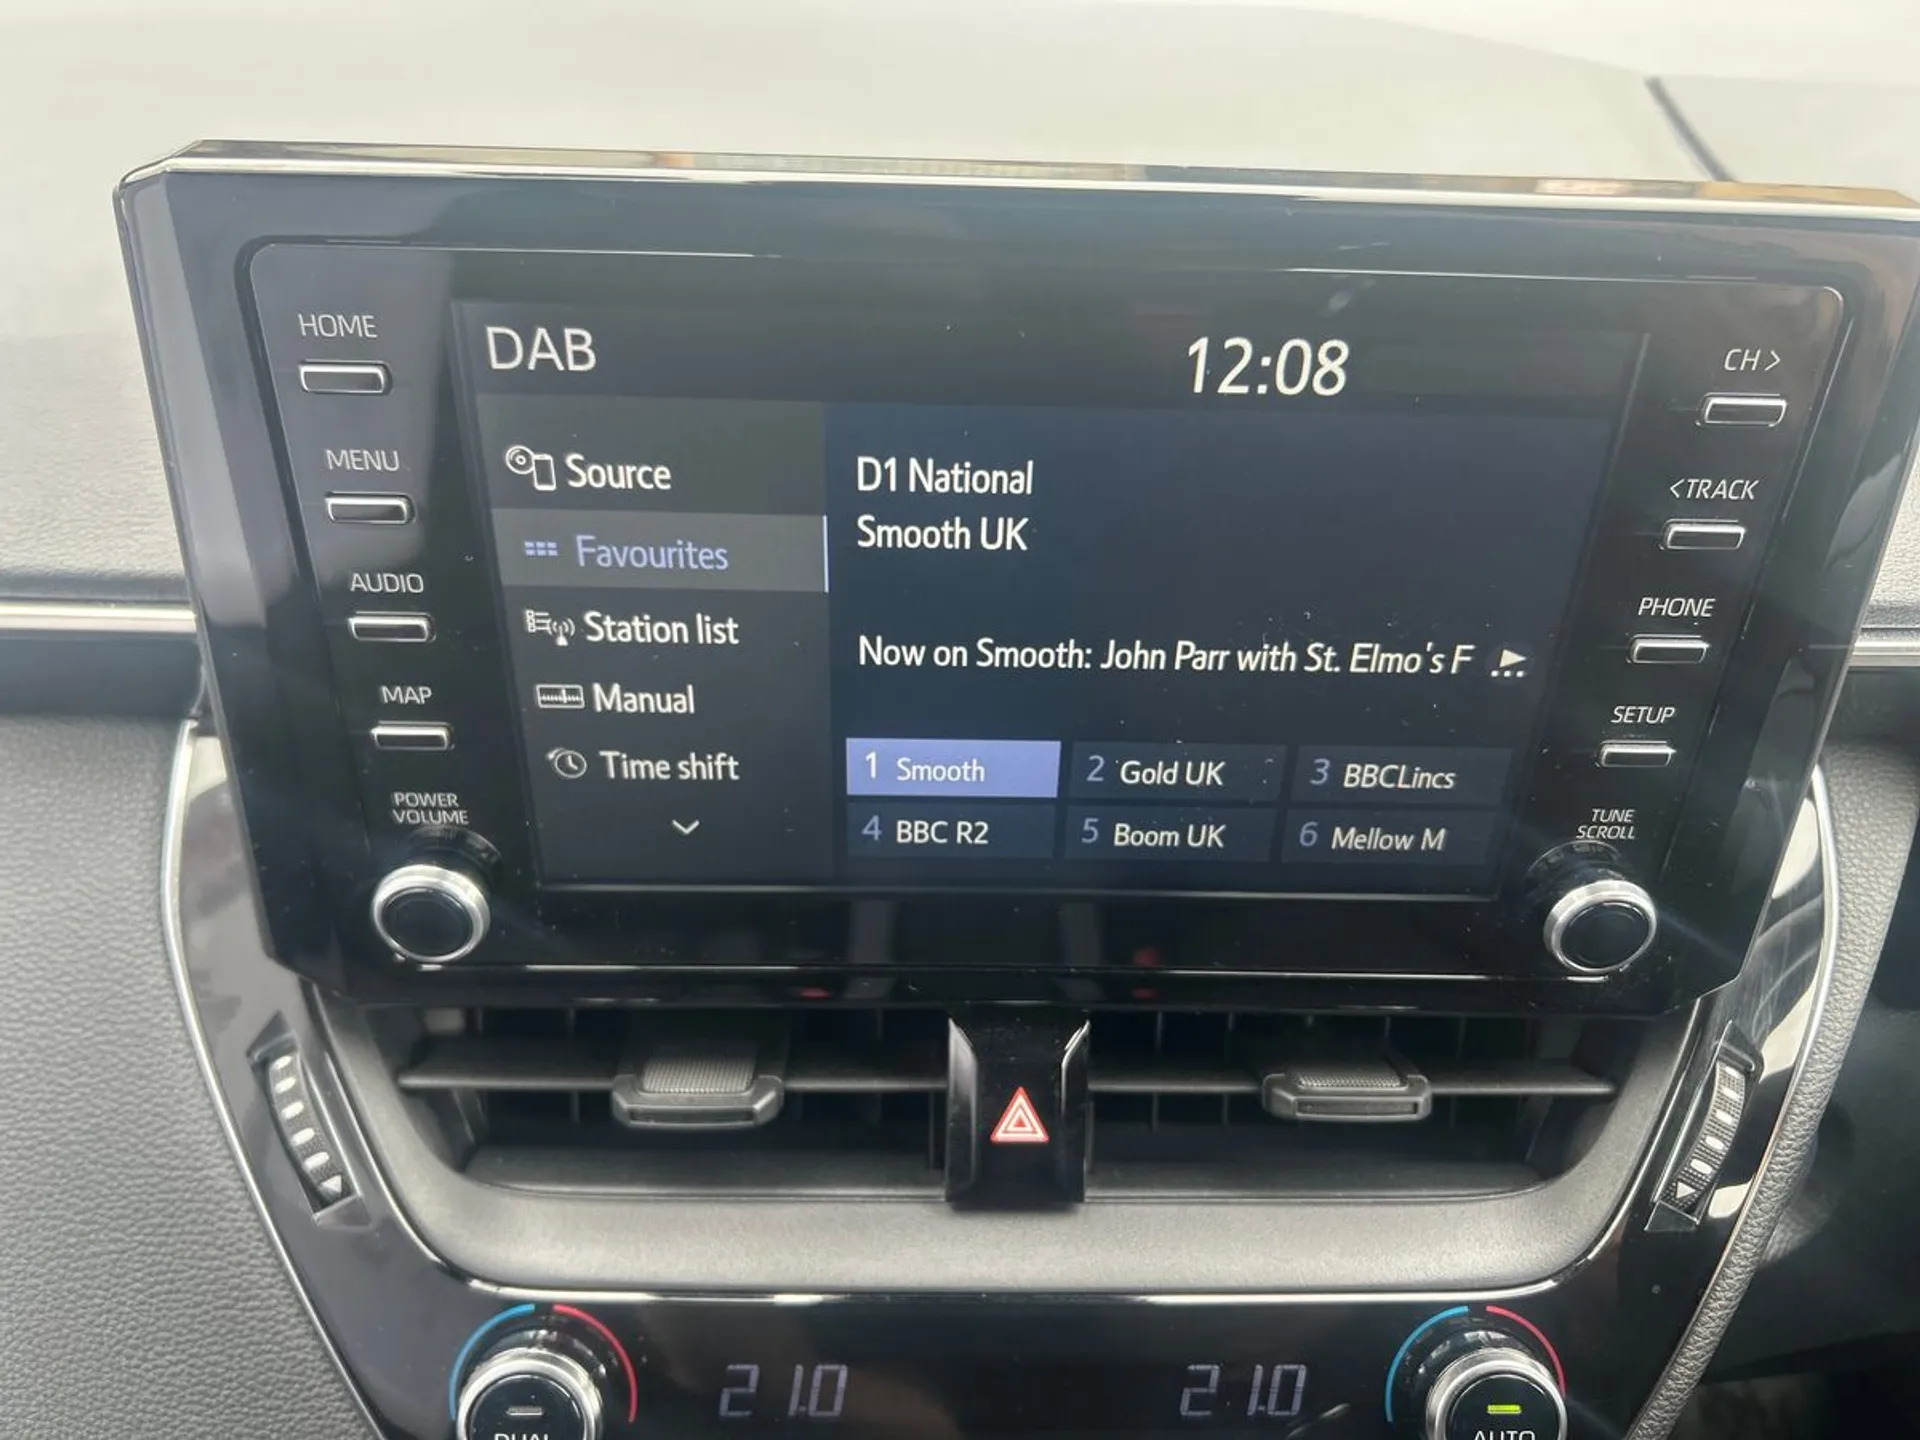 HOME
MENU
AUDIO
MAP
POWER
VOLUME
DAB
12:08
Source
Favourites
Station list
Manual
Time shift
D1 National
Smooth UK
Now on Smooth: John Parr with St. Elmo's F
1 Smooth
2 Gold UK
3 BBCLincs
4 BBC R2
5 Boom UK
6 Mellow M
CH >
< TRACK
PHONE
SETUP
TUNE
SCROLL
21.0
21.0
DUAL
AUTO